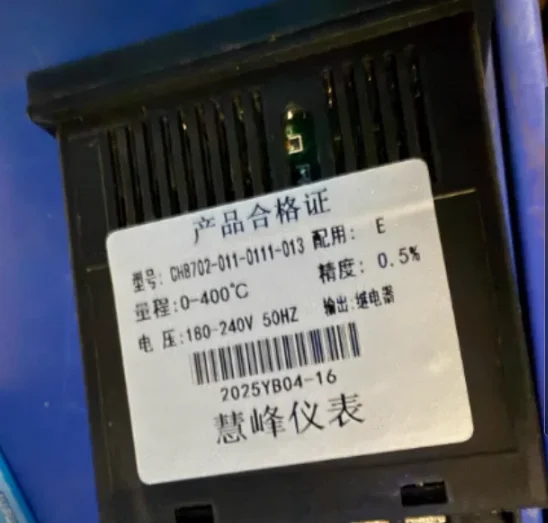 产品合格证
型号: CHB702-011-0111-013 配用: E
量程:0-400℃ 精度: 0.5%
电 压:180-240V 50HZ 输出:继电器
2025YB04-16
慧峰仪表